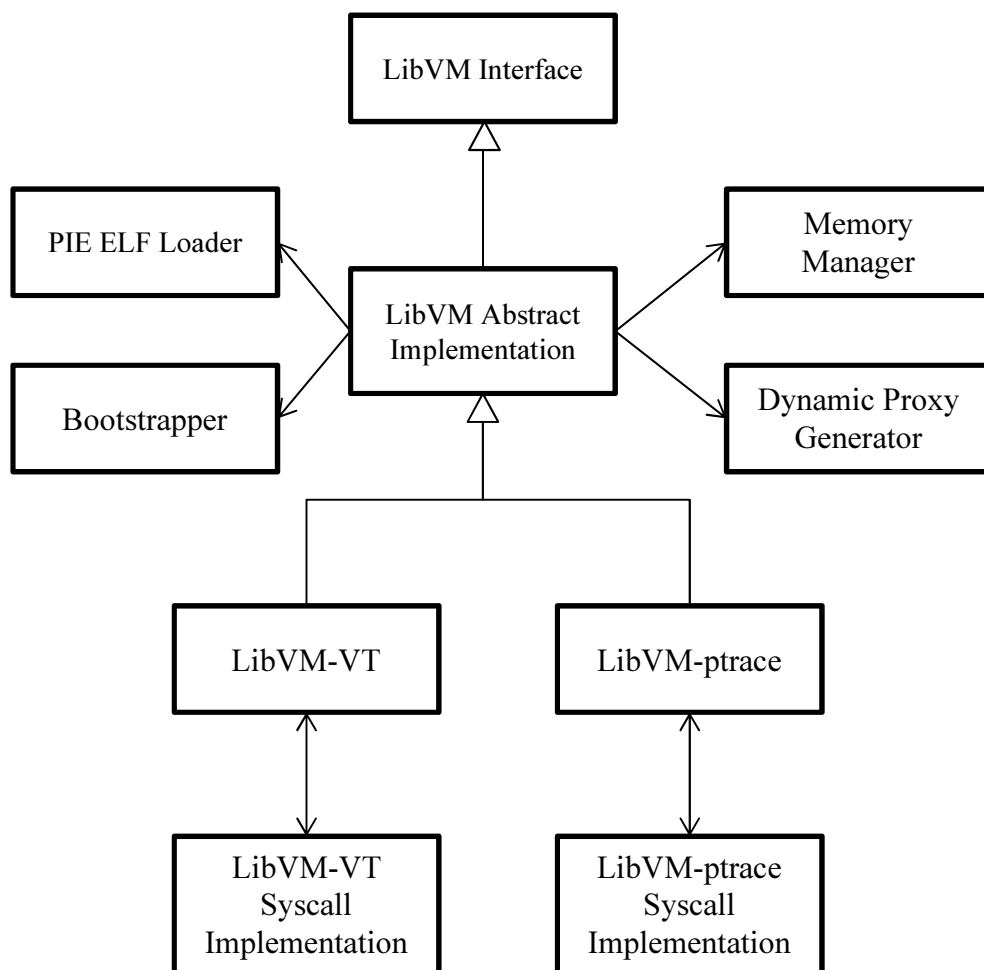 LibVM Interface
PIE ELF Loader
Memory
Manager
LibVM Abstract
Implementation
Bootstrapper
Dynamic Proxy
Generator
LibVM-VT
LibVM-ptrace
LibVM-VT
Syscall
Implementation
LibVM-ptrace
Syscall
Implementation